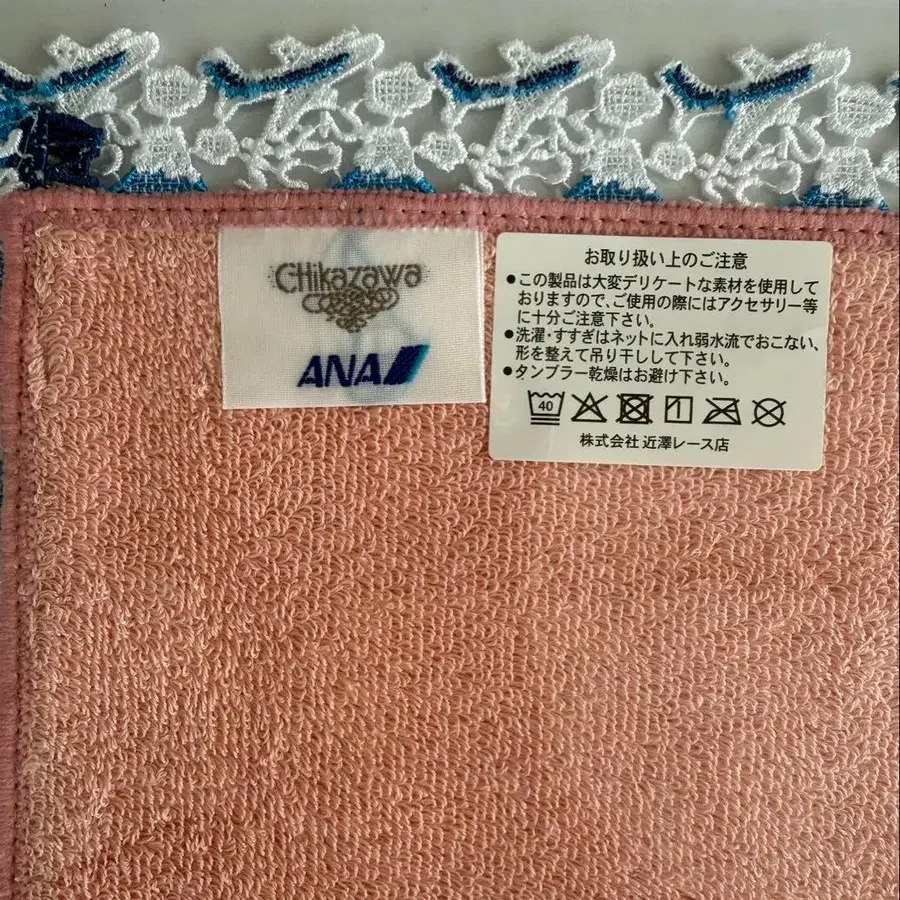 Chikazawa
ANA
お取り扱い上のご注意
●この製品は大変デリケートな素材を使用して
おりますので、ご使用の際にはアクセサリー等
に十分ご注意下さい。
●洗濯・すすぎはネットに入れ弱水流でおこない、
形を整えて吊り干しして下さい。
●タンブラー乾燥はお避け下さい。
40
株式会社 近澤レース店